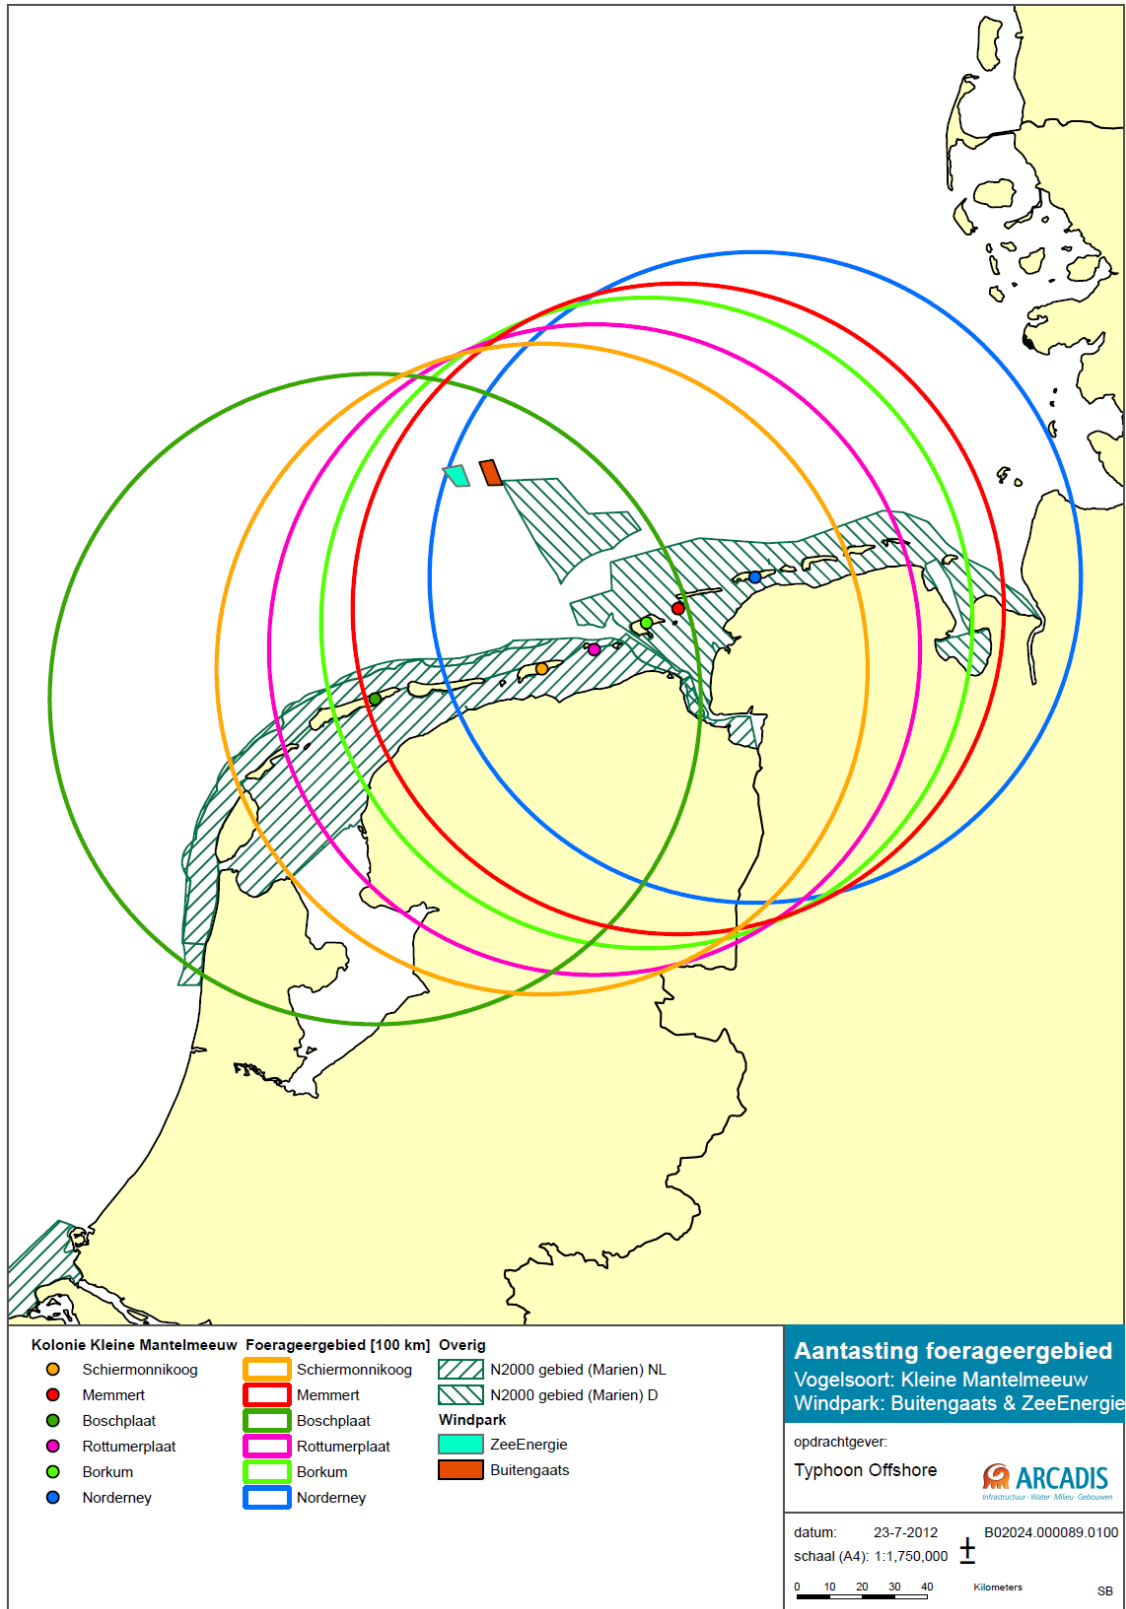 Kolonie Kleine Mantelmeeuw
Schiermonnikoog
Memmert
Boschplaat
Rottumerplaat
Borkum
Norderney
Foerageergebied [100 km]
Schiermonnikoog
Memmert
Boschplaat
Rottumerplaat
Borkum
Norderney
Overig
N2000 gebied (Marien) NL
N2000 gebied (Marien) D
Windpark
ZeeEnergie
Buitengaats
Aantasting foerageergebied
Vogelsoort: Kleine Mantelmeeuw
Windpark: Buitengaats & ZeeEnergie
opdrachtgever:
Typhoon Offshore
ARCADIS
Infrastructuur · Water · Milieu · Gebouwen
datum: 23-7-2012 B02024.000089.0100
schaal (A4): 1:1,750,000
0 10 20 30 40 Kilometers
SB